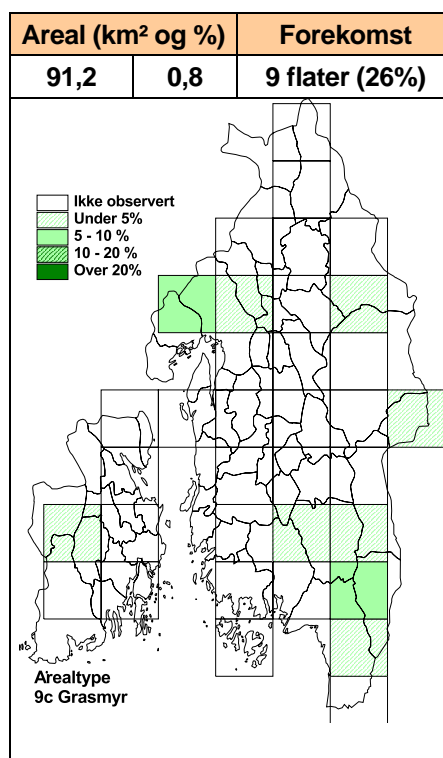 Areal (km² og %) Forekomst
91,2 0,8 9 flater (26%)
Ikke observert
Under 5%
5 - 10 %
10 - 20 %
Over 20%
Arealtype
9c Grasmyr